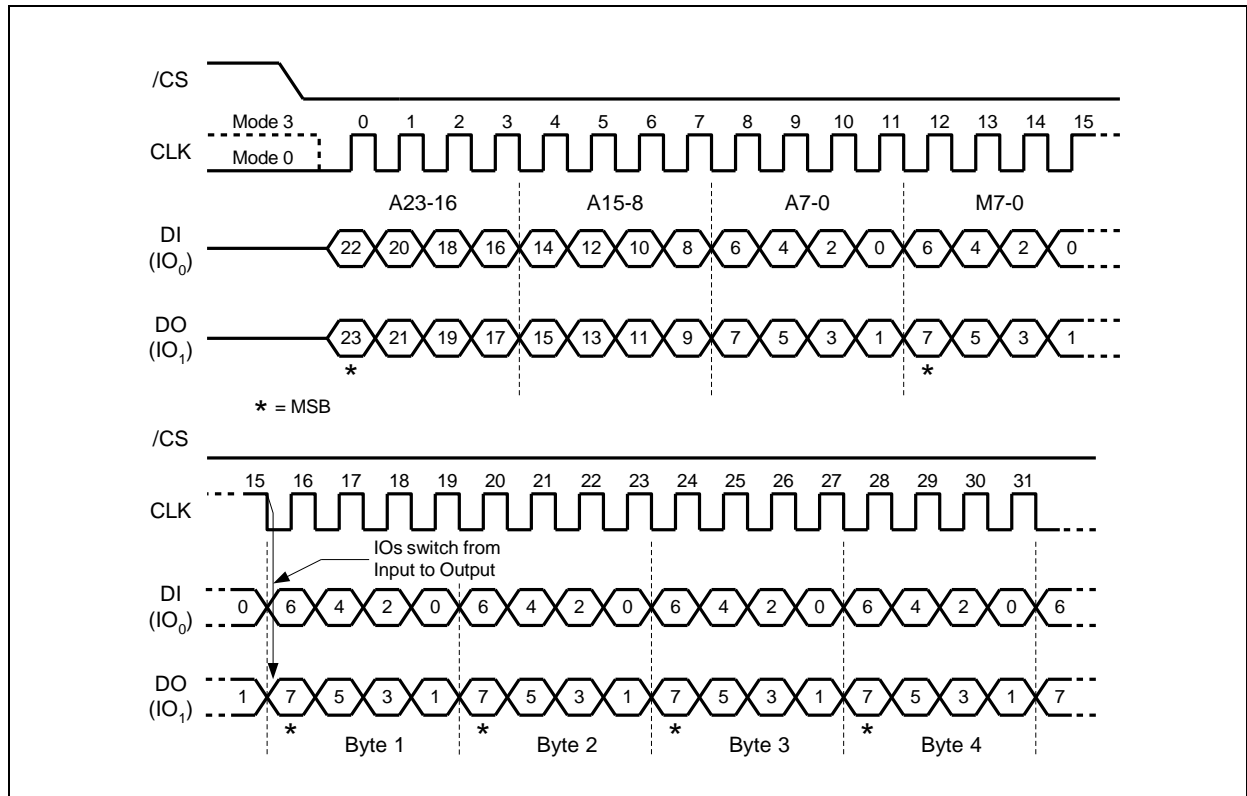 /CS
Mode 3 0 1 2 3 4 5 6 7 8 9 10 11 12 13 14 15
CLK
Mode 0
A23-16 A15-8 A7-0 M7-0
DI
(IO0) 22 20 18 16 14 12 10 8 6 4 2 0 6 4 2 0
DO
(IO1) 23 21 19 17 15 13 11 9 7 5 3 1 7 5 3 1
* *
* = MSB
/CS
15 16 17 18 19 20 21 22 23 24 25 26 27 28 29 30 31
CLK
IOs switch from
Input to Output
DI
(IO0) 0 6 4 2 0 6 4 2 0 6 4 2 0 6 4 2 0 6
DO
(IO1) 1 7 5 3 1 7 5 3 1 7 5 3 1 7 5 3 1 7
* * * *
Byte 1 Byte 2 Byte 3 Byte 4